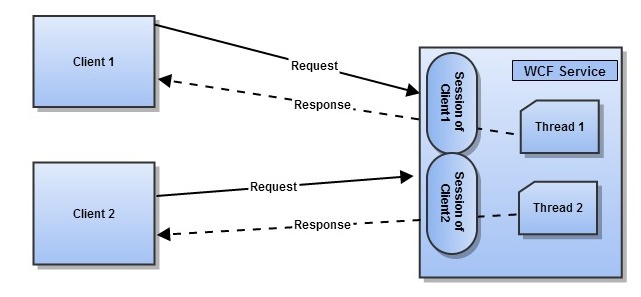 Client 1
Request
Response
Client 2
Request
Response
WCF Service
Session of
Client1
Thread 1
Session of
Client2
Thread 2